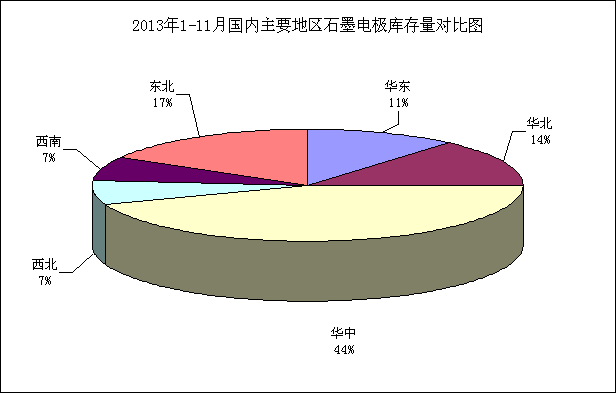 2013年1-11月国内主要地区石墨电极库存量对比图
东北
17%
华东
11%
华北
14%
西南
7%
西北
7%
华中
44%